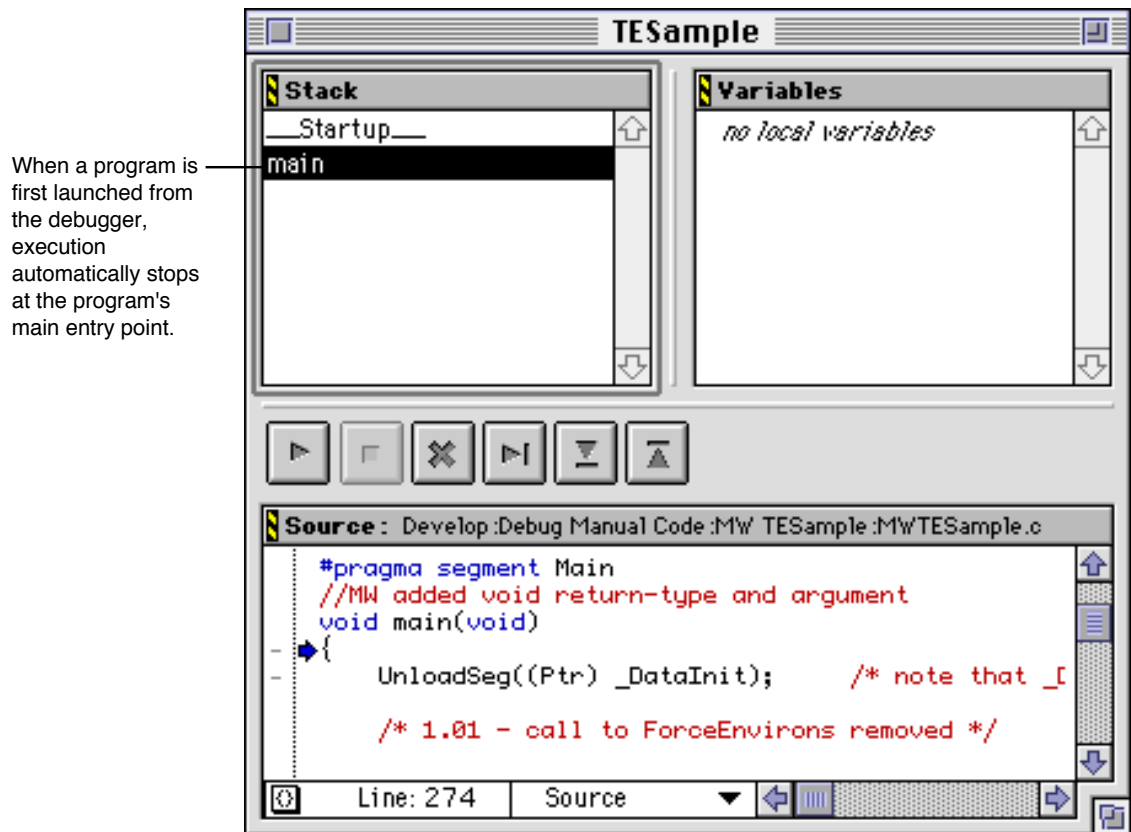 TESample
Stack
Variables
__Startup__
no local variables
main
When a program is
first launched from
the debugger,
execution
automatically stops
at the program's
main entry point.
Source: Develop:Debug Manual Code:MW TESample:MWTESample.c
#pragma segment Main
//MW added void return-type and argument
void main(void)
{
UnloadSeg((Ptr) _DataInit); /* note that _
/* 1.01 - call to ForceEnvirons removed */
Line: 274
Source